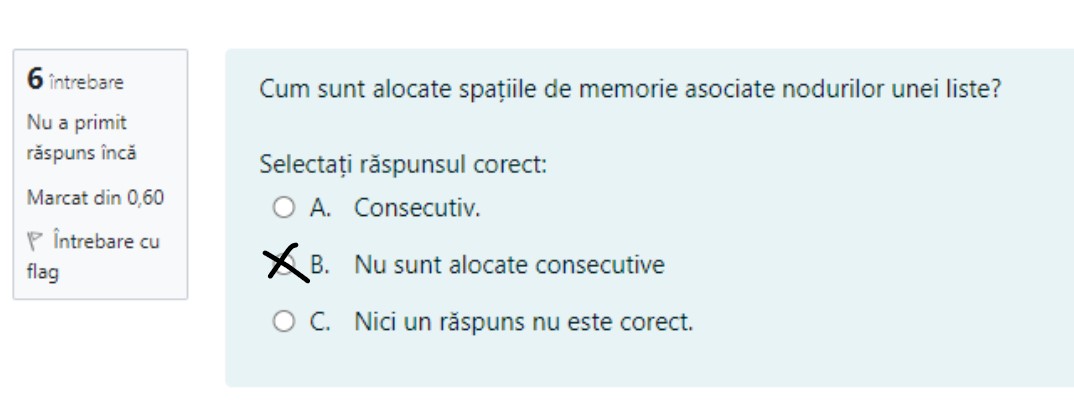 6 întrebare
Nu a primit
răspuns încă
Marcat din 0,60
Întrebare cu
flag
Cum sunt alocate spațiile de memorie asociate nodurilor unei liste?
Selectați răspunsul corect:
A. Consecutiv.
B. Nu sunt alocate consecutive
C. Nici un răspuns nu este corect.